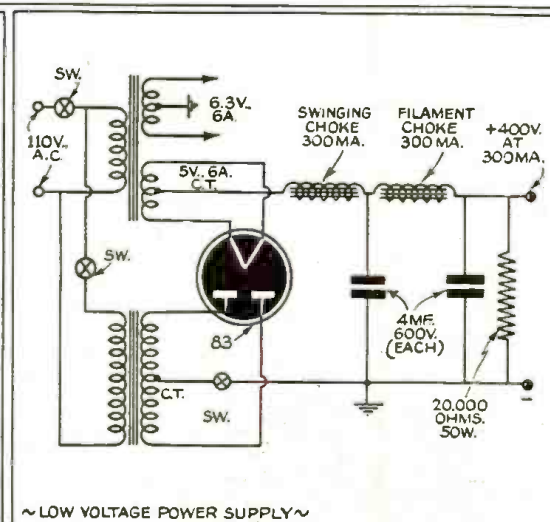 SW.
110V.
A.C.
6.3V.,
6A.
5V., 6A.
C.T.
SWINGING
CHOKE
300 MA.
FILAMENT
CHOKE
300 MA.
+400V.
AT
300MA.
SW.
83
4MF.
600V.
(EACH)
C.T.
SW.
20,000
OHMS.
50W.
-
~LOW VOLTAGE POWER SUPPLY~